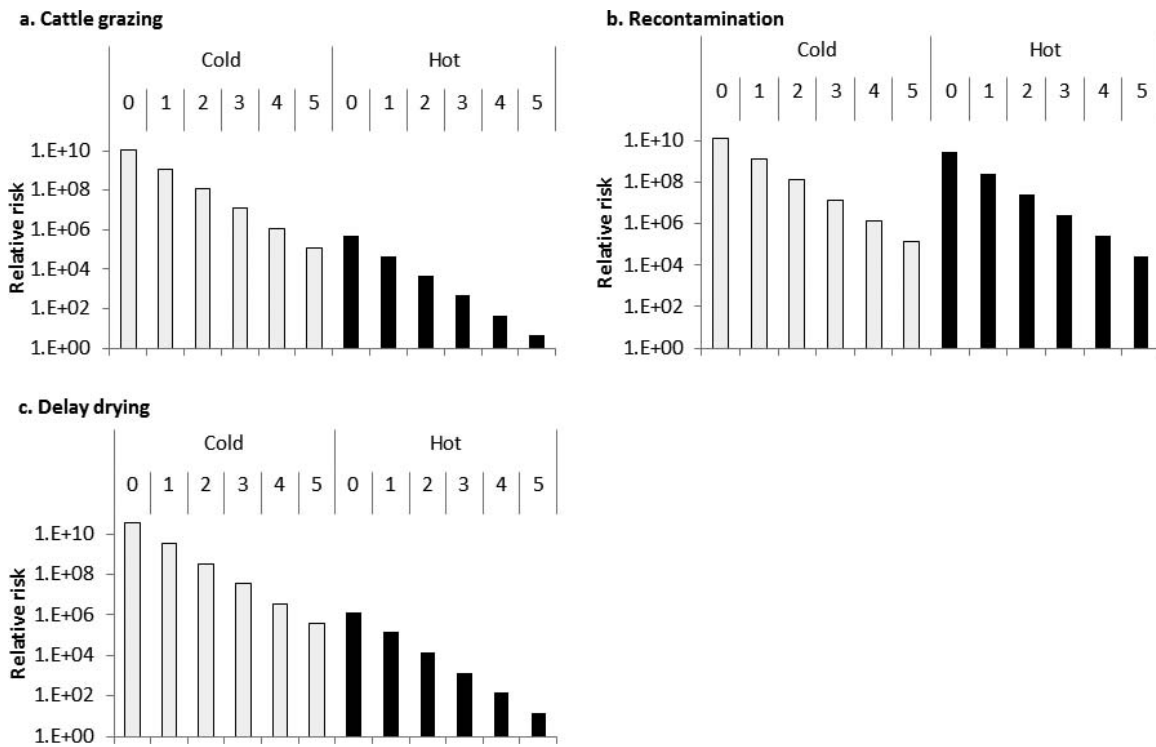 a. Cattle grazing
Cold Hot
0 1 2 3 4 5 0 1 2 3 4 5
1.E+10
1.E+08
1.E+06
1.E+04
1.E+02
1.E+00
Relative risk
b. Recontamination
Cold Hot
0 1 2 3 4 5 0 1 2 3 4 5
1.E+10
1.E+08
1.E+06
1.E+04
1.E+02
1.E+00
Relative risk
c. Delay drying
Cold Hot
0 1 2 3 4 5 0 1 2 3 4 5
1.E+10
1.E+08
1.E+06
1.E+04
1.E+02
1.E+00
Relative risk